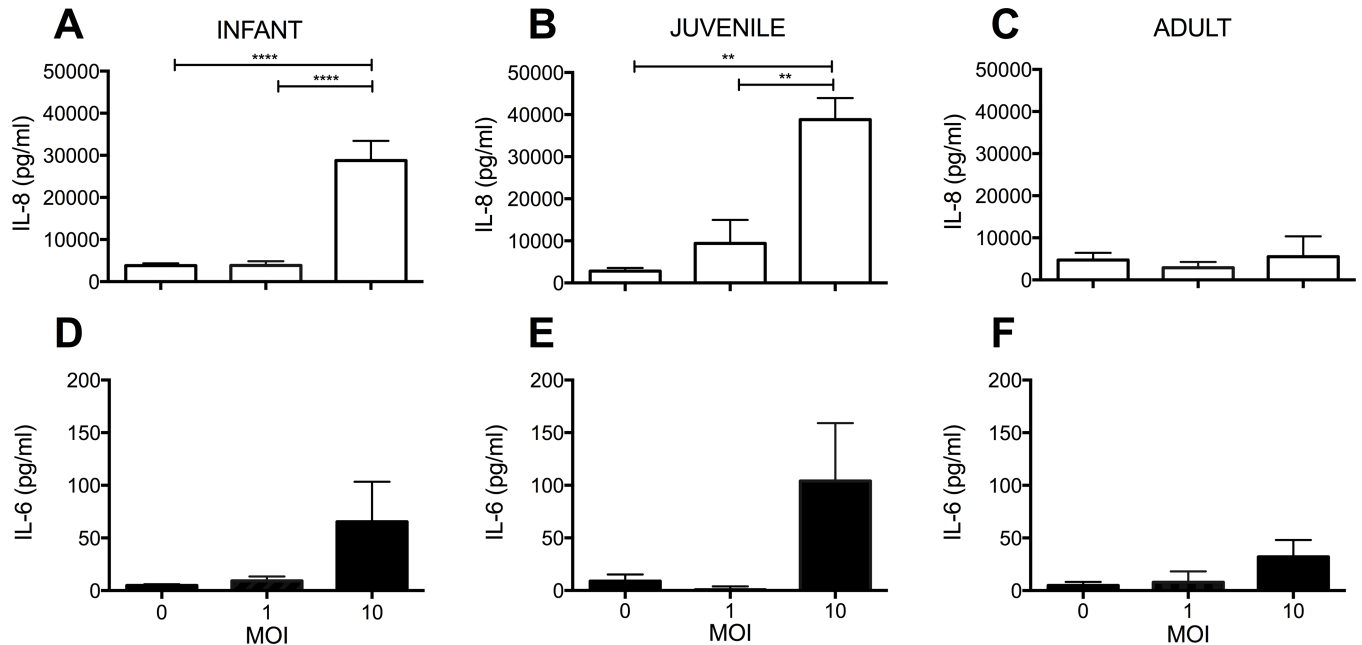 A INFANT
B JUVENILE
C ADULT
**** 
****
**
**
50000
40000
30000
20000
10000
0
IL-8 (pg/ml)
50000
40000
30000
20000
10000
0
IL-8 (pg/ml)
50000
40000
30000
20000
10000
0
IL-8 (pg/ml)
D
E
F
200
150
100
50
0
IL-6 (pg/ml)
0 1 10
MOI
200
150
100
50
0
IL-6 (pg/ml)
0 1 10
MOI
200
150
100
50
0
IL-6 (pg/ml)
0 1 10
MOI